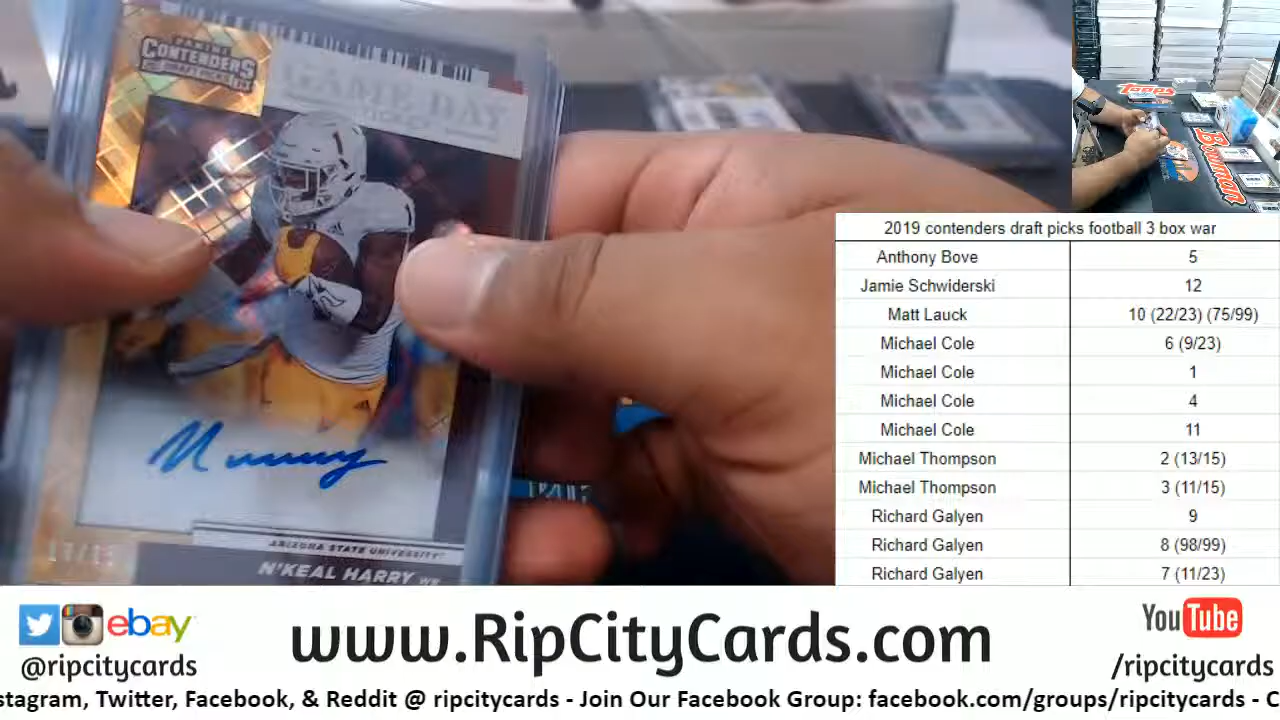 PANINI
CONTENDERS
DRAFT PICKS
ARIZONA STATE UNIVERSITY
N'KEAL HARRY WR
Topps
Bowman
2019 contenders draft picks football 3 box war
Anthony Bove 5
Jamie Schwiderski 12
Matt Lauck 10 (22/23) (75/99)
Michael Cole 6 (9/23)
Michael Cole 1
Michael Cole 4
Michael Cole 11
Michael Thompson 2 (13/15)
Michael Thompson 3 (11/15)
Richard Galyen 9
Richard Galyen 8 (98/99)
Richard Galyen 7 (11/23)
ebay
@ripcitycards
www.RipCityCards.com
YouTube
/ripcitycards
stagram, Twitter, Facebook, & Reddit @ ripcitycards - Join Our Facebook Group: facebook.com/groups/ripcitycards - C